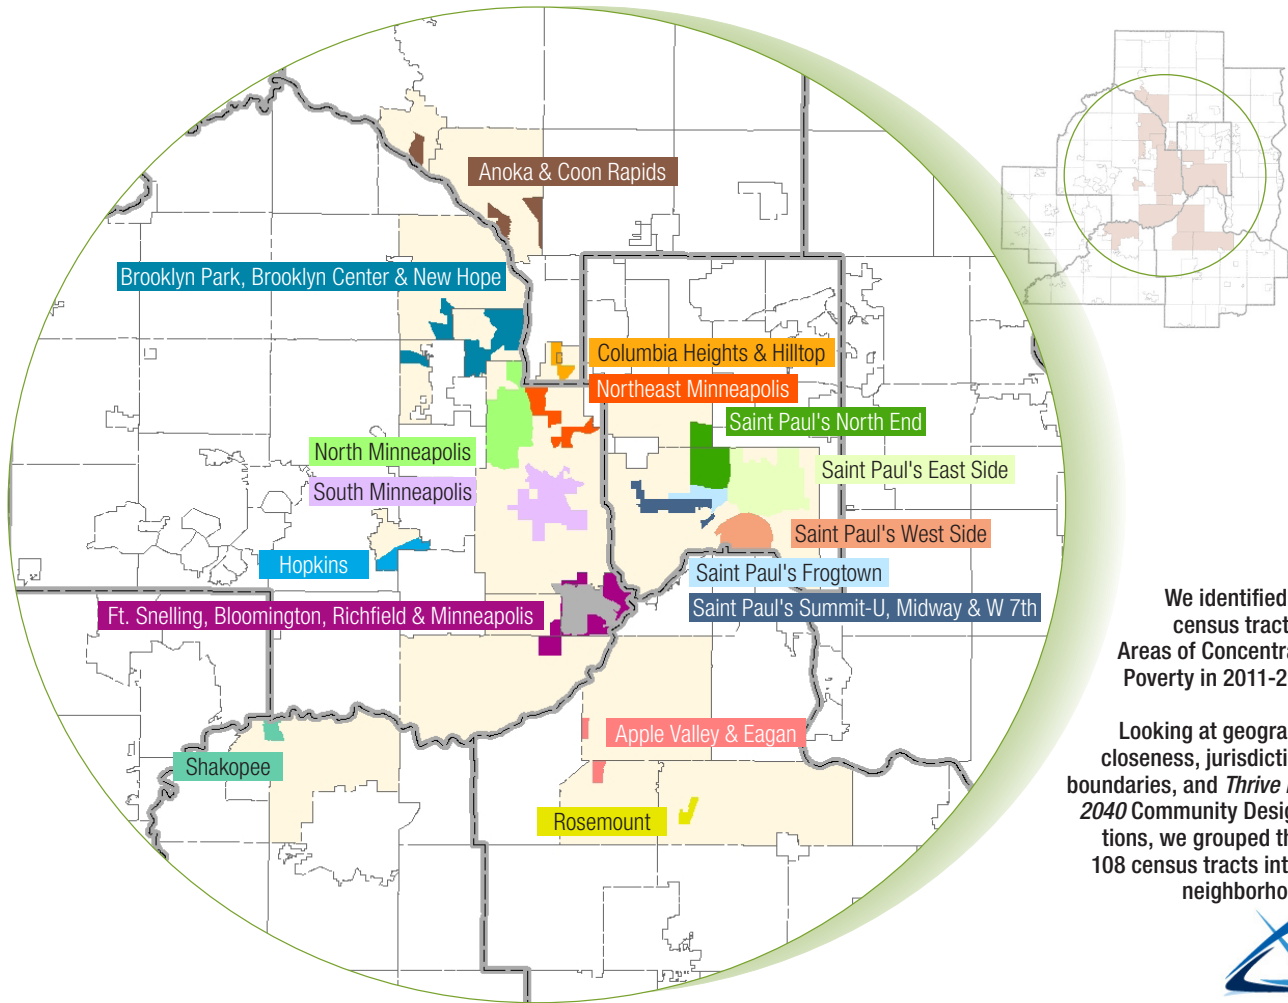 Anoka & Coon Rapids
Brooklyn Park, Brooklyn Center & New Hope
Columbia Heights & Hilltop
Northeast Minneapolis
Saint Paul's North End
North Minneapolis
Saint Paul's East Side
South Minneapolis
Saint Paul's West Side
Hopkins
Saint Paul's Frogtown
Ft. Snelling, Bloomington, Richfield & Minneapolis
Saint Paul's Summit-U, Midway & W 7th
Apple Valley & Eagan
Shakopee
Rosemount
We identified
census tract
Areas of Concentra
Poverty in 2011-2
Looking at geogra
closeness, jurisdicti
boundaries, and Thrive
2040 Community Desig
tions, we grouped th
108 census tracts int
neighborho